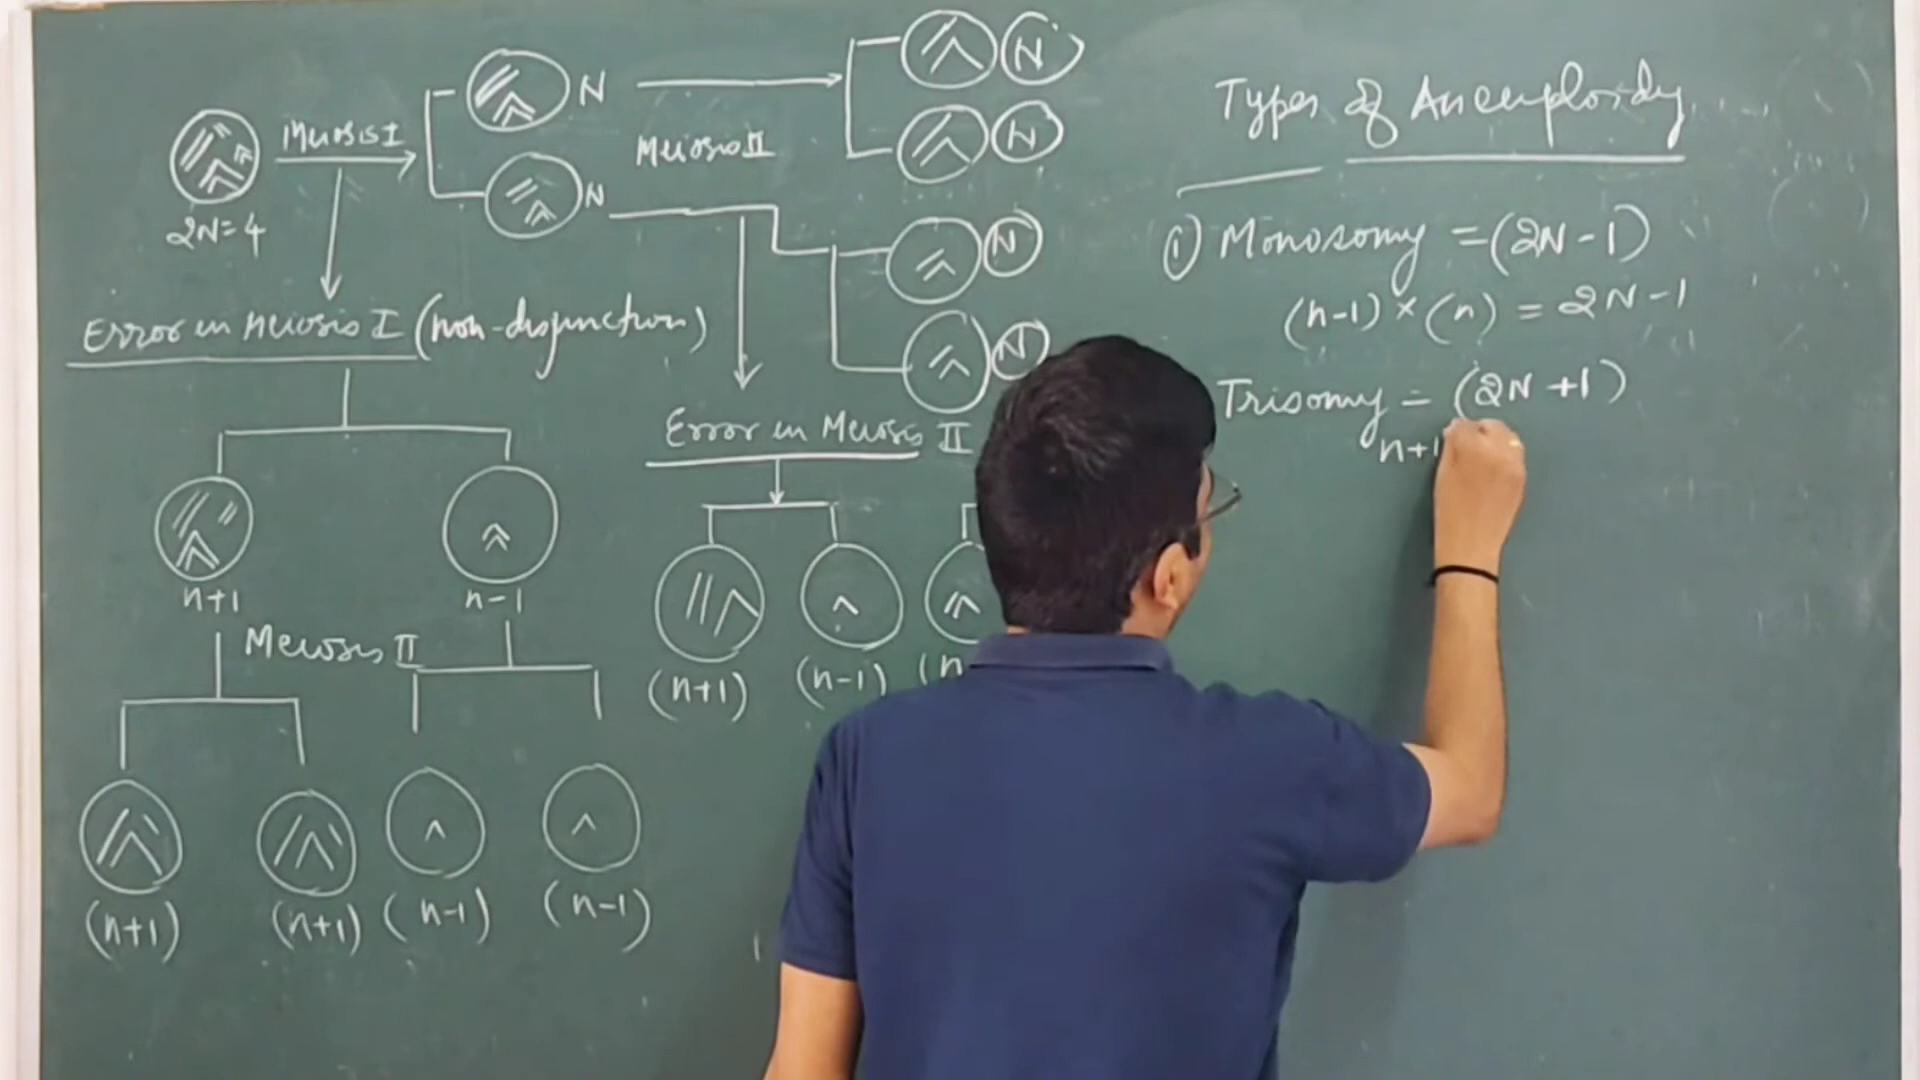 Meiosis I
2N=4
N
N
Meiosis II
N
N
N
N
Error in Meiosis I (non-disjunction)
n+1
n-1
Meiosis II
(n+1)
(n+1)
(n-1)
(n-1)
Error in Meiosis II
(n+1)
(n-1)
(n
Types of Aneuploidy
① Monosomy = (2N-1)
(n-1) × (n) = 2N-1
Trisomy = (2N+1)
n+1